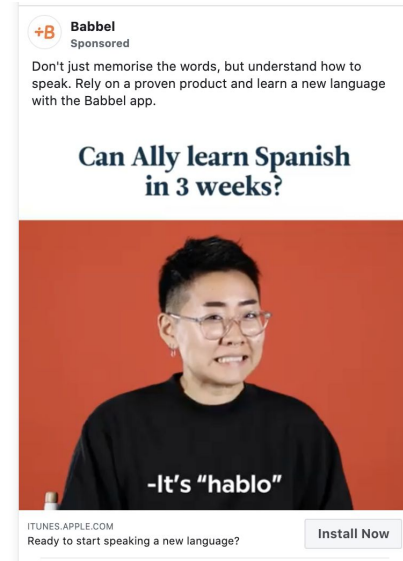 ÷B
Babbel
Sponsored
Don't just memorise the words, but understand how to
speak. Rely on a proven product and learn a new language
with the Babbel app.
Can Ally learn Spanish
in 3 weeks?
-It's “hablo”
ITUNES.APPLE.COM
Ready to start speaking a new language?
Install Now